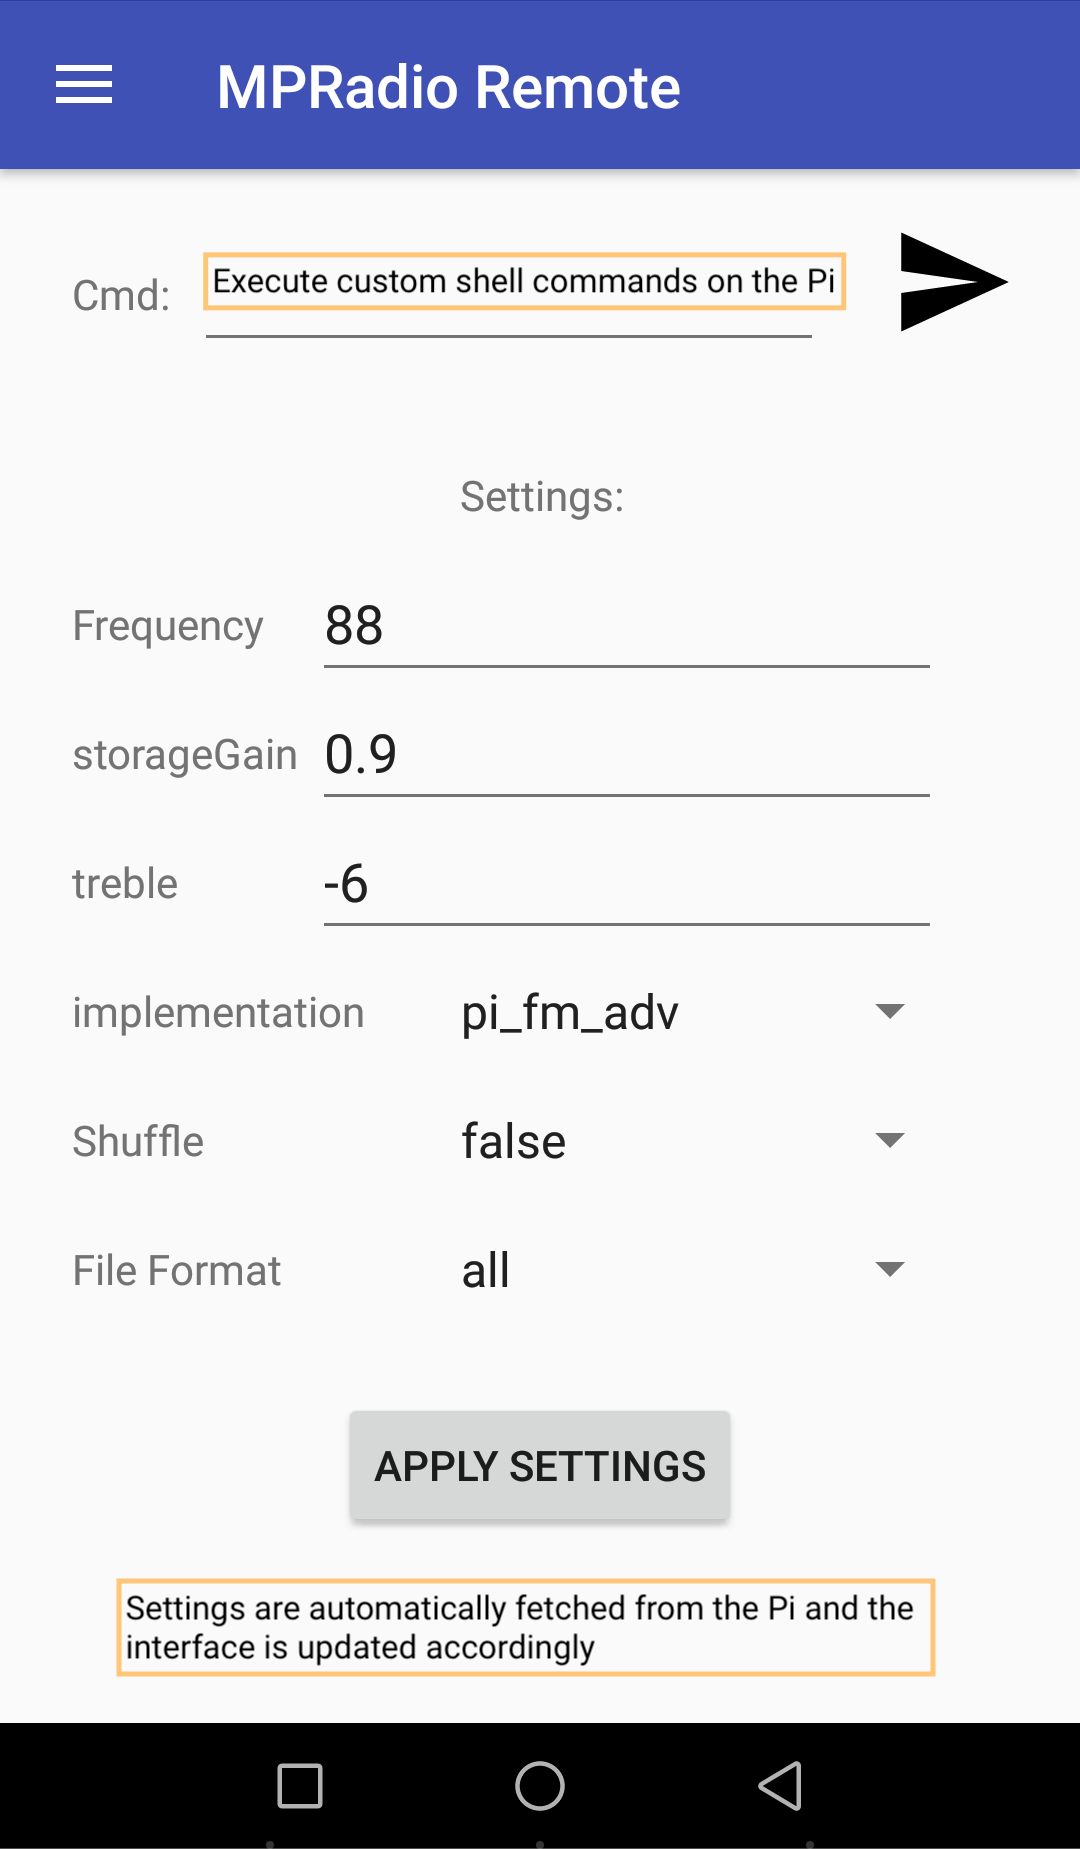 MPRadio Remote
Cmd: Execute custom shell commands on the Pi
Settings:
Frequency 88
storageGain 0.9
treble -6
implementation pi_fm_adv
Shuffle false
File Format all
APPLY SETTINGS
Settings are automatically fetched from the Pi and the
interface is updated accordingly